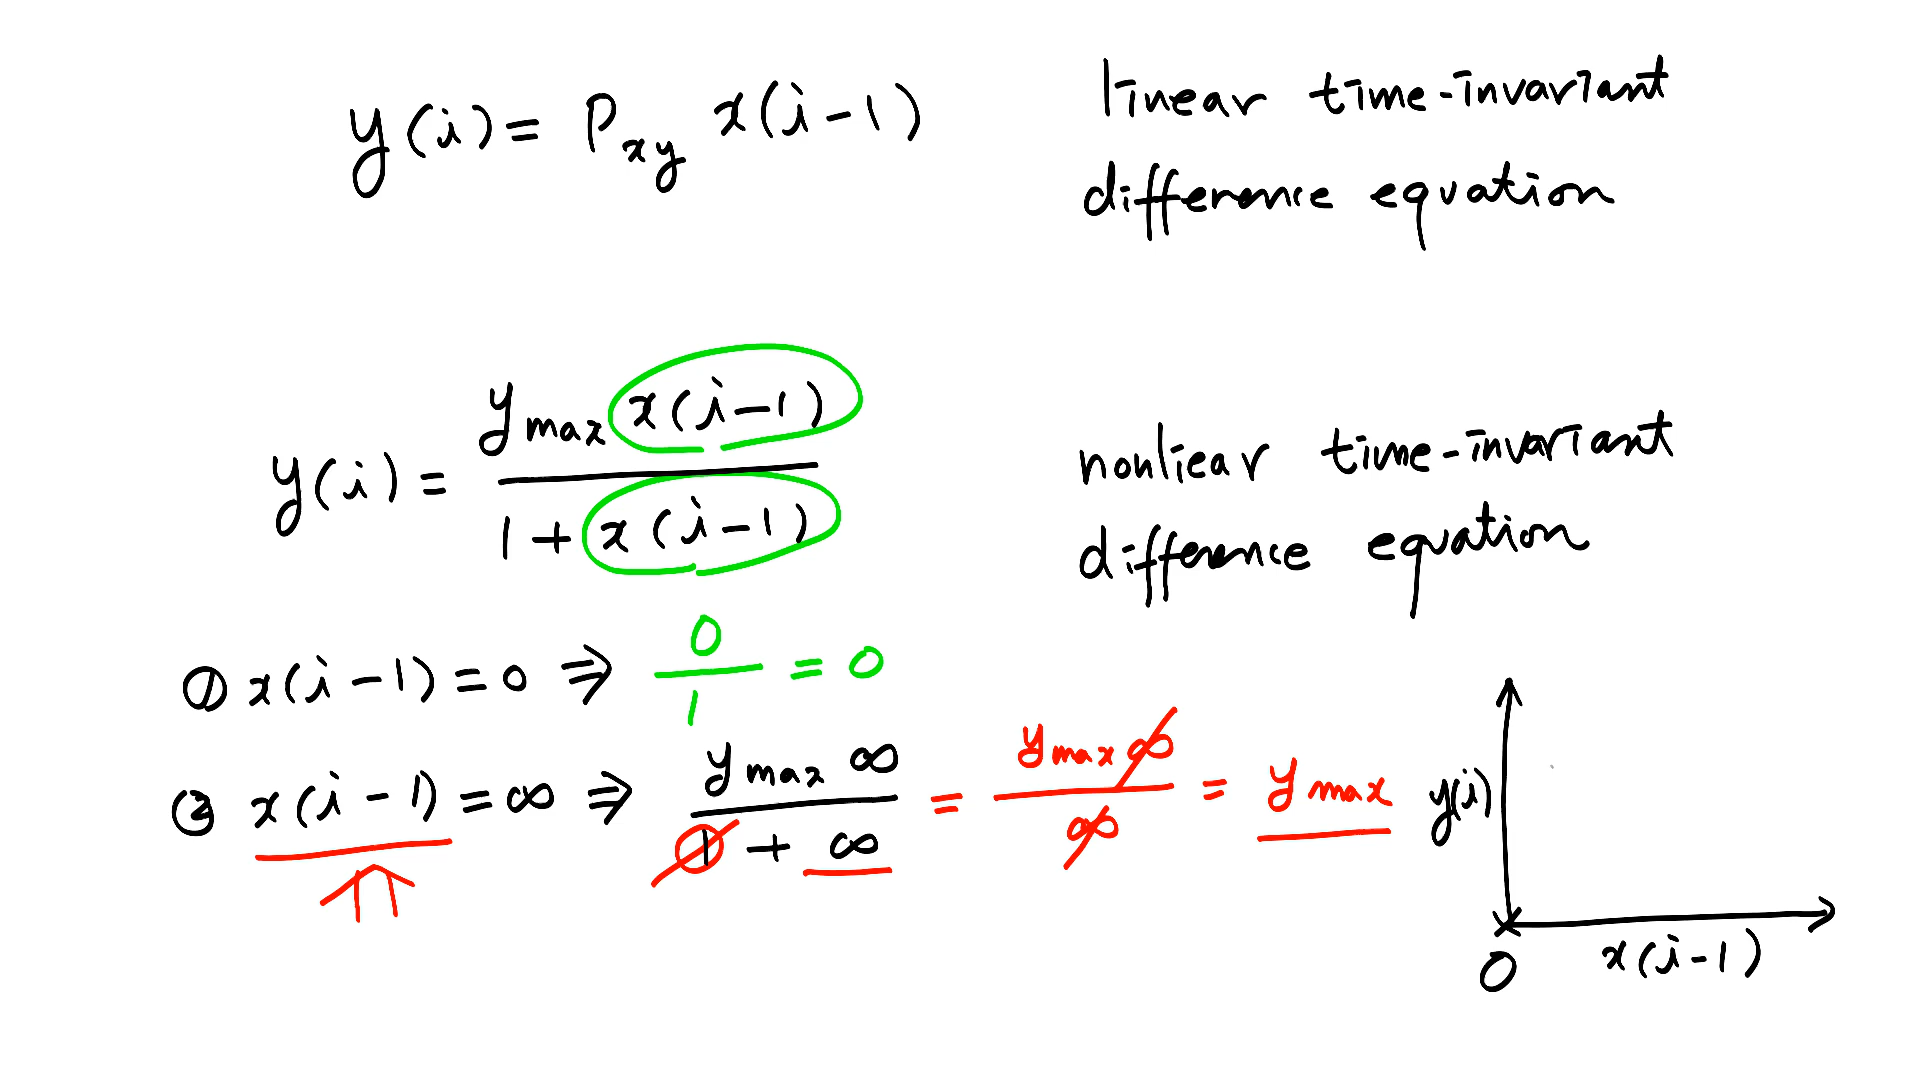 y(i) = P_xy x(i-1)
linear time-invariant
difference equation
y(i) = (y_max x(i-1)) / (1 + x(i-1))
nonliear time-invariant
difference equation
① x(i-1) = 0 ⇒ 0/1 = 0
② x(i-1) = ∞ ⇒ (y_max ∞) / (1 + ∞) = (y_max ∞) / ∞ = y_max
y(i)
0
x(i-1)